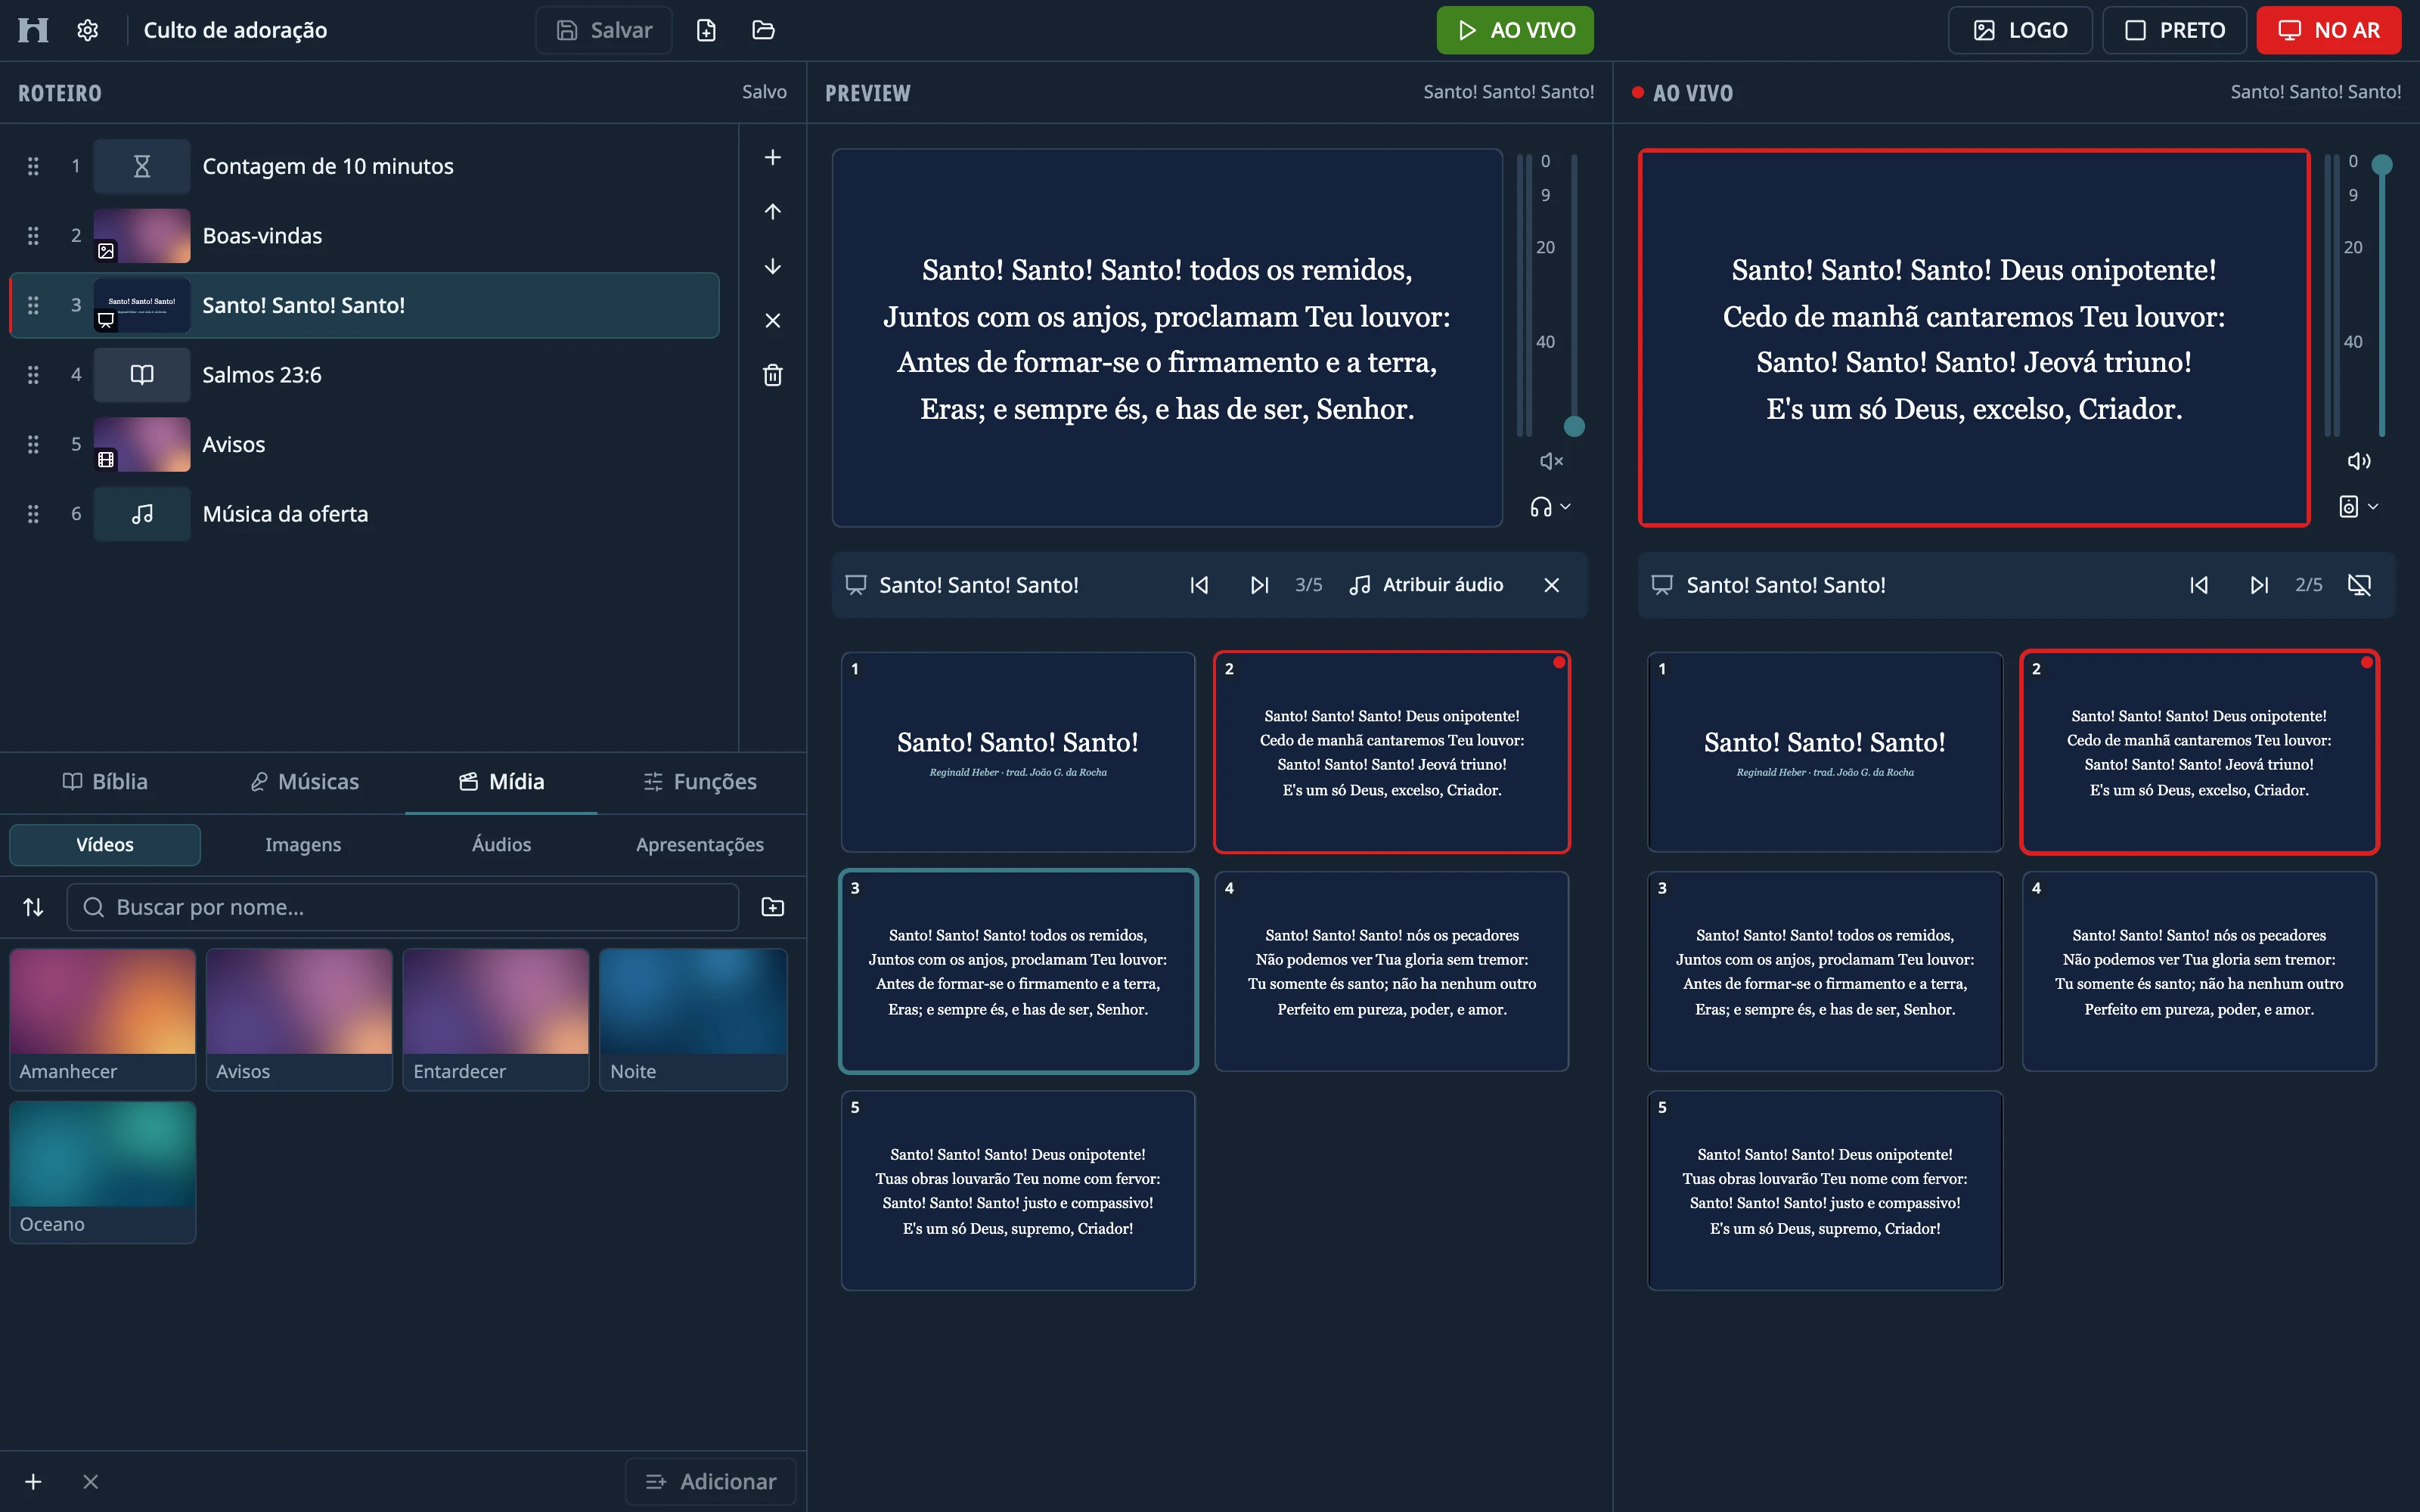 Culto de adoração
Salvar
AO VIVO
LOGO
PRETO
NO AR
ROTEIRO
Salvo
1
Contagem de 10 minutos
2
Boas-vindas
3
Santo! Santo! Santo!
Santo! Santo! Santo!
4
Salmos 23:6
5
Avisos
6
Música da oferta
Bíblia
Músicas
Mídia
Funções
Vídeos
Imagens
Áudios
Apresentações
Buscar por nome...
Amanhecer
Avisos
Entardecer
Noite
Oceano
Adicionar
PREVIEW
Santo! Santo! Santo!
Santo! Santo! Santo! todos os remidos,
Juntos com os anjos, proclamam Teu louvor:
Antes de formar-se o firmamento e a terra,
Eras; e sempre és, e has de ser, Senhor.
0
9
20
40
Santo! Santo! Santo!
3/5
Atribuir áudio
1
Santo! Santo! Santo!
Reginald Heber · trad. João G. da Rocha
2
Santo! Santo! Santo! Deus onipotente!
Cedo de manhã cantaremos Teu louvor:
Santo! Santo! Santo! Jeová triuno!
E's um só Deus, excelso, Criador.
3
Santo! Santo! Santo! todos os remidos,
Juntos com os anjos, proclamam Teu louvor:
Antes de formar-se o firmamento e a terra,
Eras; e sempre és, e has de ser, Senhor.
4
Santo! Santo! Santo! nós os pecadores
Não podemos ver Tua gloria sem tremor:
Tu somente és santo; não ha nenhum outro
Perfeito em pureza, poder, e amor.
5
Santo! Santo! Santo! Deus onipotente!
Tuas obras louvarão Teu nome com fervor:
Santo! Santo! Santo! justo e compassivo!
E's um só Deus, supremo, Criador!
AO VIVO
Santo! Santo! Santo!
Santo! Santo! Santo! Deus onipotente!
Cedo de manhã cantaremos Teu louvor:
Santo! Santo! Santo! Jeová triuno!
E's um só Deus, excelso, Criador.
0
9
20
40
Santo! Santo! Santo!
2/5
1
Santo! Santo! Santo!
Reginald Heber · trad. João G. da Rocha
2
Santo! Santo! Santo! Deus onipotente!
Cedo de manhã cantaremos Teu louvor:
Santo! Santo! Santo! Jeová triuno!
E's um só Deus, excelso, Criador.
3
Santo! Santo! Santo! todos os remidos,
Juntos com os anjos, proclamam Teu louvor:
Antes de formar-se o firmamento e a terra,
Eras; e sempre és, e has de ser, Senhor.
4
Santo! Santo! Santo! nós os pecadores
Não podemos ver Tua gloria sem tremor:
Tu somente és santo; não ha nenhum outro
Perfeito em pureza, poder, e amor.
5
Santo! Santo! Santo! Deus onipotente!
Tuas obras louvarão Teu nome com fervor:
Santo! Santo! Santo! justo e compassivo!
E's um só Deus, supremo, Criador!